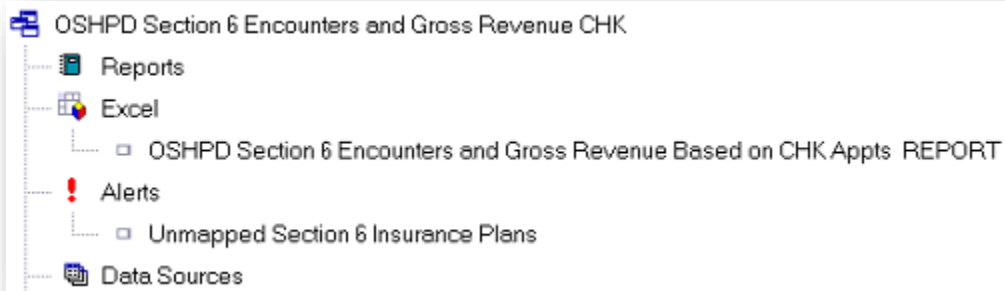 OSHPD Section 6 Encounters and Gross Revenue CHK
Reports
Excel
OSHPD Section 6 Encounters and Gross Revenue Based on CHK Appts REPORT
Alerts
Unmapped Section 6 Insurance Plans
Data Sources